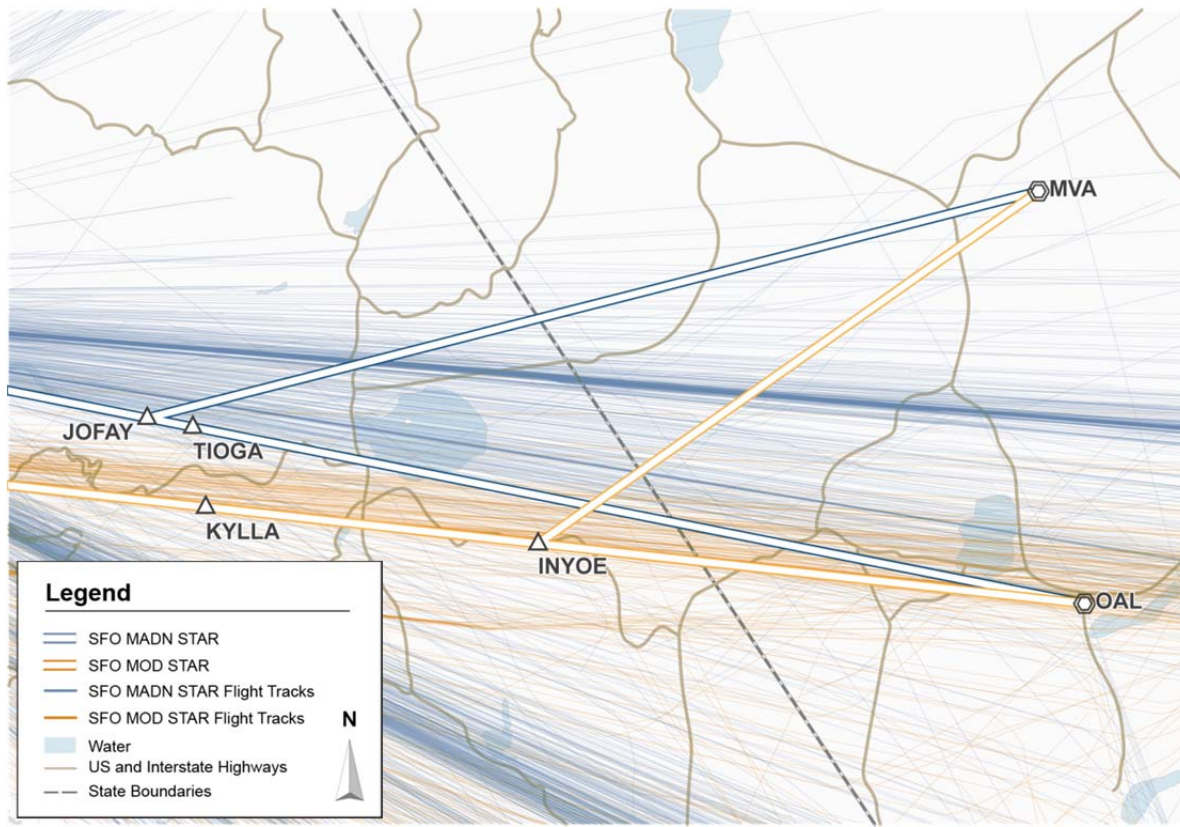 MVA
JOFAY
TIOGA
KYLLA
INYOE
OAL
Legend
SFO MADN STAR
SFO MOD STAR
SFO MADN STAR Flight Tracks
SFO MOD STAR Flight Tracks
N
Water
US and Interstate Highways
State Boundaries